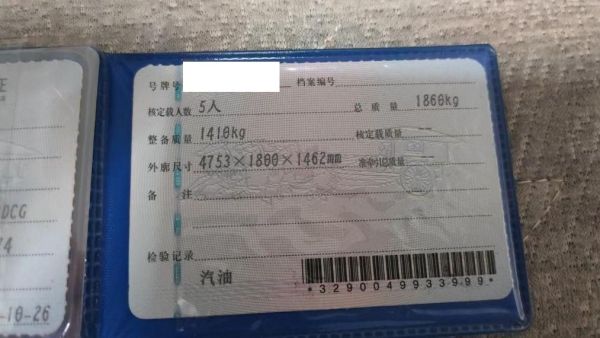 证
号牌号 档案编号
核定载人数 5人 总质量 1860kg
整备质量 1410kg 核定载质量
外廓尺寸 4753×1800×1462mm 准牵引总质量
备注
DCG
检验记录
汽油
*3290049933999*
-10-26